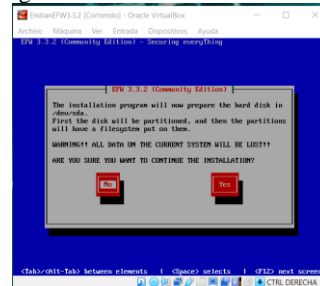 EndianEFW3.3.2 [Corriendo] - Oracle VirtualBox
Archivo Máquina Ver Entrada Dispositivos Ayuda
EFW 3.3.2 (Community Edition) - Securing everything
EFW 3.3.2 (Community Edition)
The installation program will now prepare the hard disk in
/dev/sda.
First the disk will be partitioned, and then the partitions
will have a filesystem put on them.
WARNING!! ALL DATA ON THE CURRENT SYSTEM WILL BE LOST!!
ARE YOU SURE YOU WANT TO CONTINUE THE INSTALLATION?
No Yes
<Tab>/<Alt-Tab> between elements | <Space> selects | <F12> next screen
CTRL DERECHA